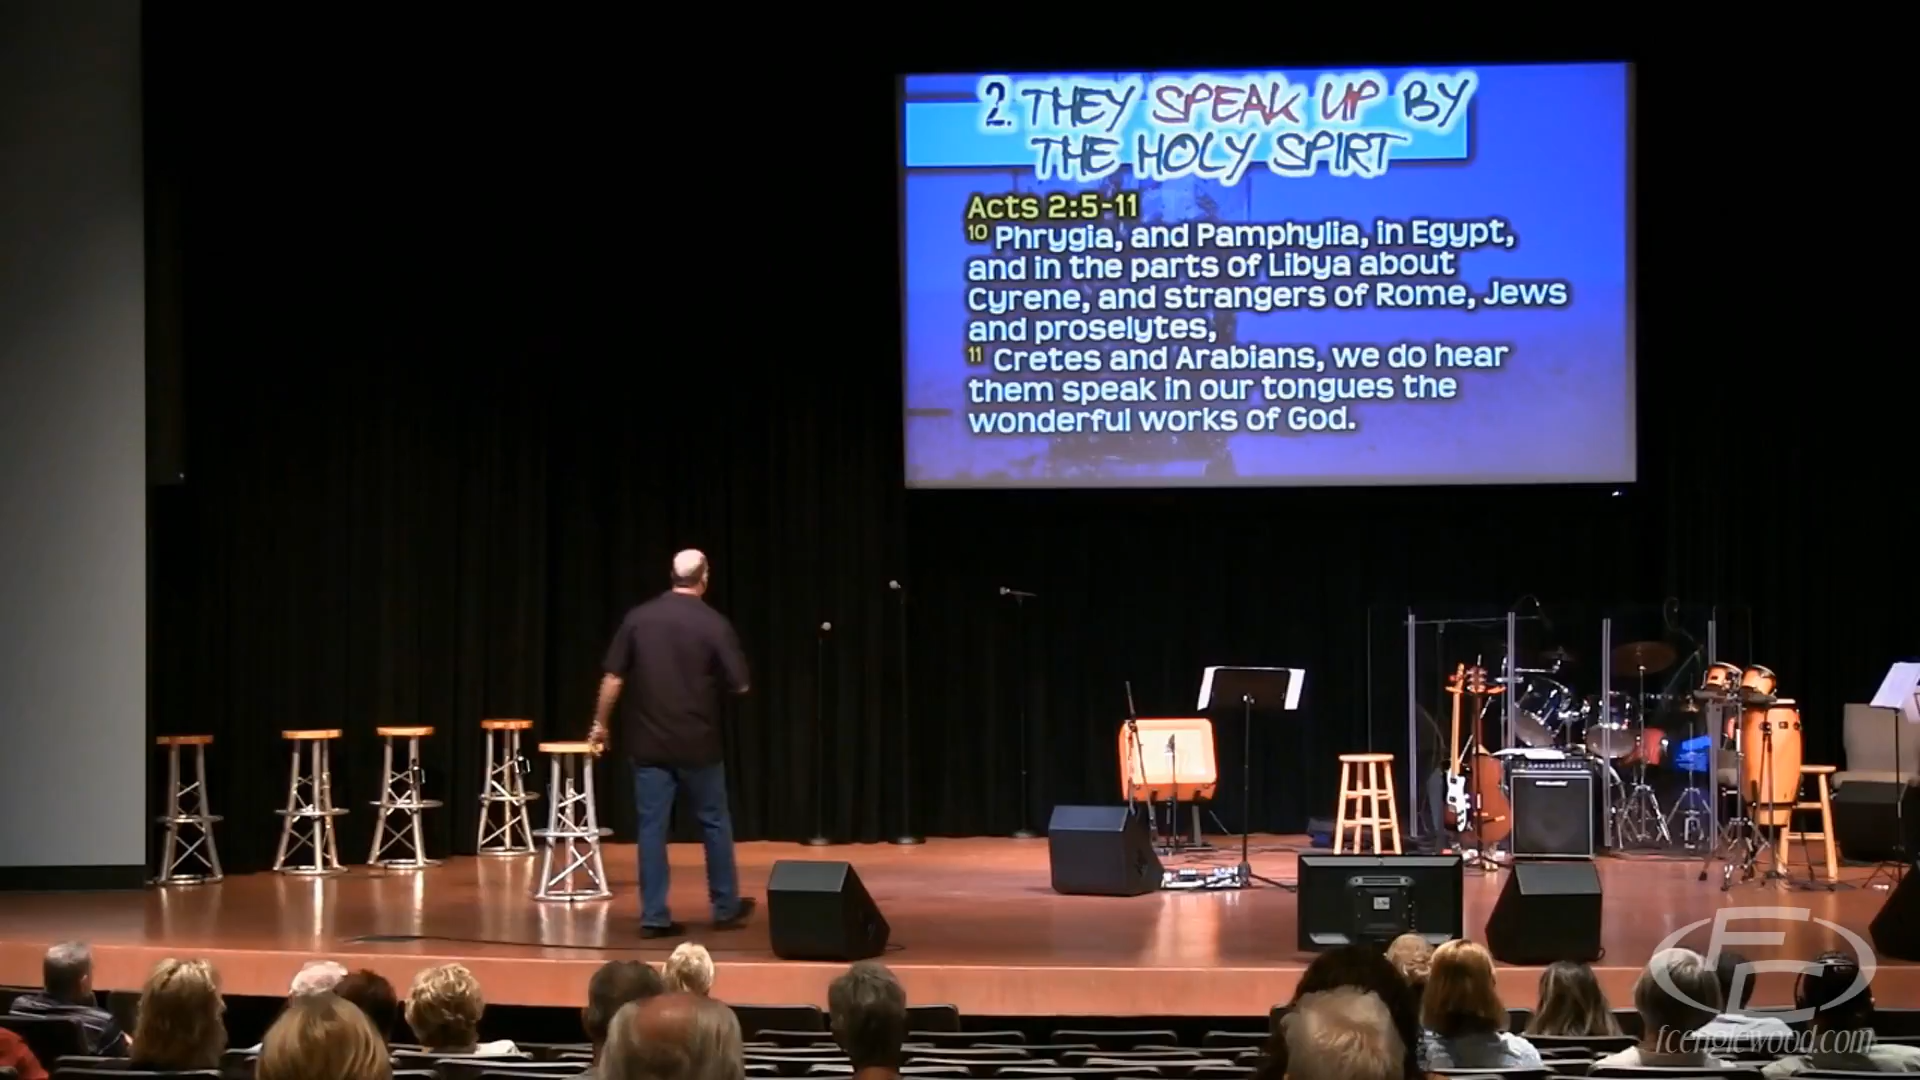 2. THEY SPEAK UP BY
THE HOLY SPIRT
Acts 2:5-11
10 Phrygia, and Pamphylia, in Egypt,
and in the parts of Libya about
Cyrene, and strangers of Rome, Jews
and proselytes,
11 Cretes and Arabians, we do hear
them speak in our tongues the
wonderful works of God.
FC
fcenglewood.com